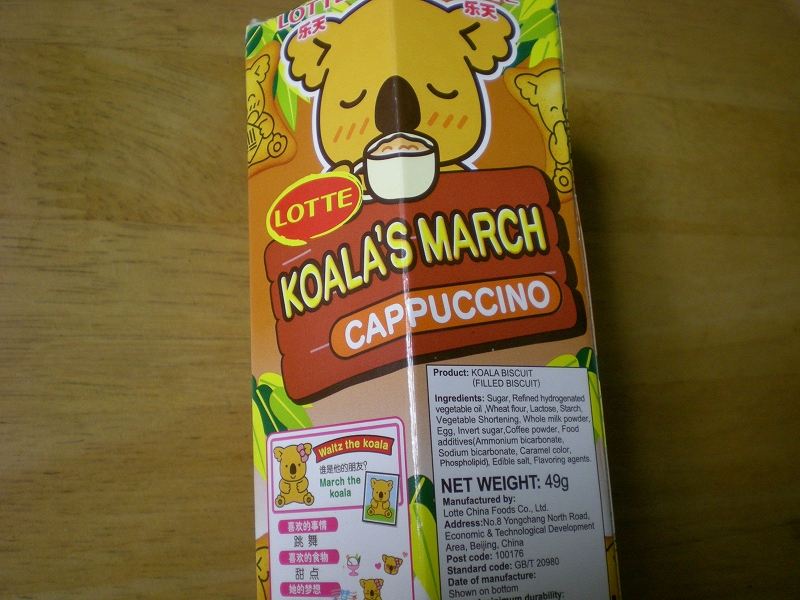 LOTTE
乐天
乐天
LOTTE
KOALA'S MARCH
CAPPUCCINO
Waltz the koala
谁是他的朋友?
March the
koala
喜欢的事情
跳舞
喜欢的食物
甜点
她的梦想
Product: KOALA BISCUIT
(FILLED BISCUIT)
Ingredients: Sugar, Refined hydrogenated
vegetable oil ,Wheat flour, Lactose, Starch,
Vegetable Shortening, Whole milk powder,
Egg, Invert sugar,Coffee powder, Food
additives(Ammonium bicarbonate,
Sodium bicarbonate, Caramel color,
Phospholipid), Edible salt, Flavoring agents.
NET WEIGHT: 49g
Manufactured by:
Lotte China Foods Co., Ltd.
Address:No.8 Yongchang North Road,
Economic & Technological Development
Area, Beijing, China
Post code: 100176
Standard code: GB/T 20980
Date of manufacture:
Shown on bottom
durability: